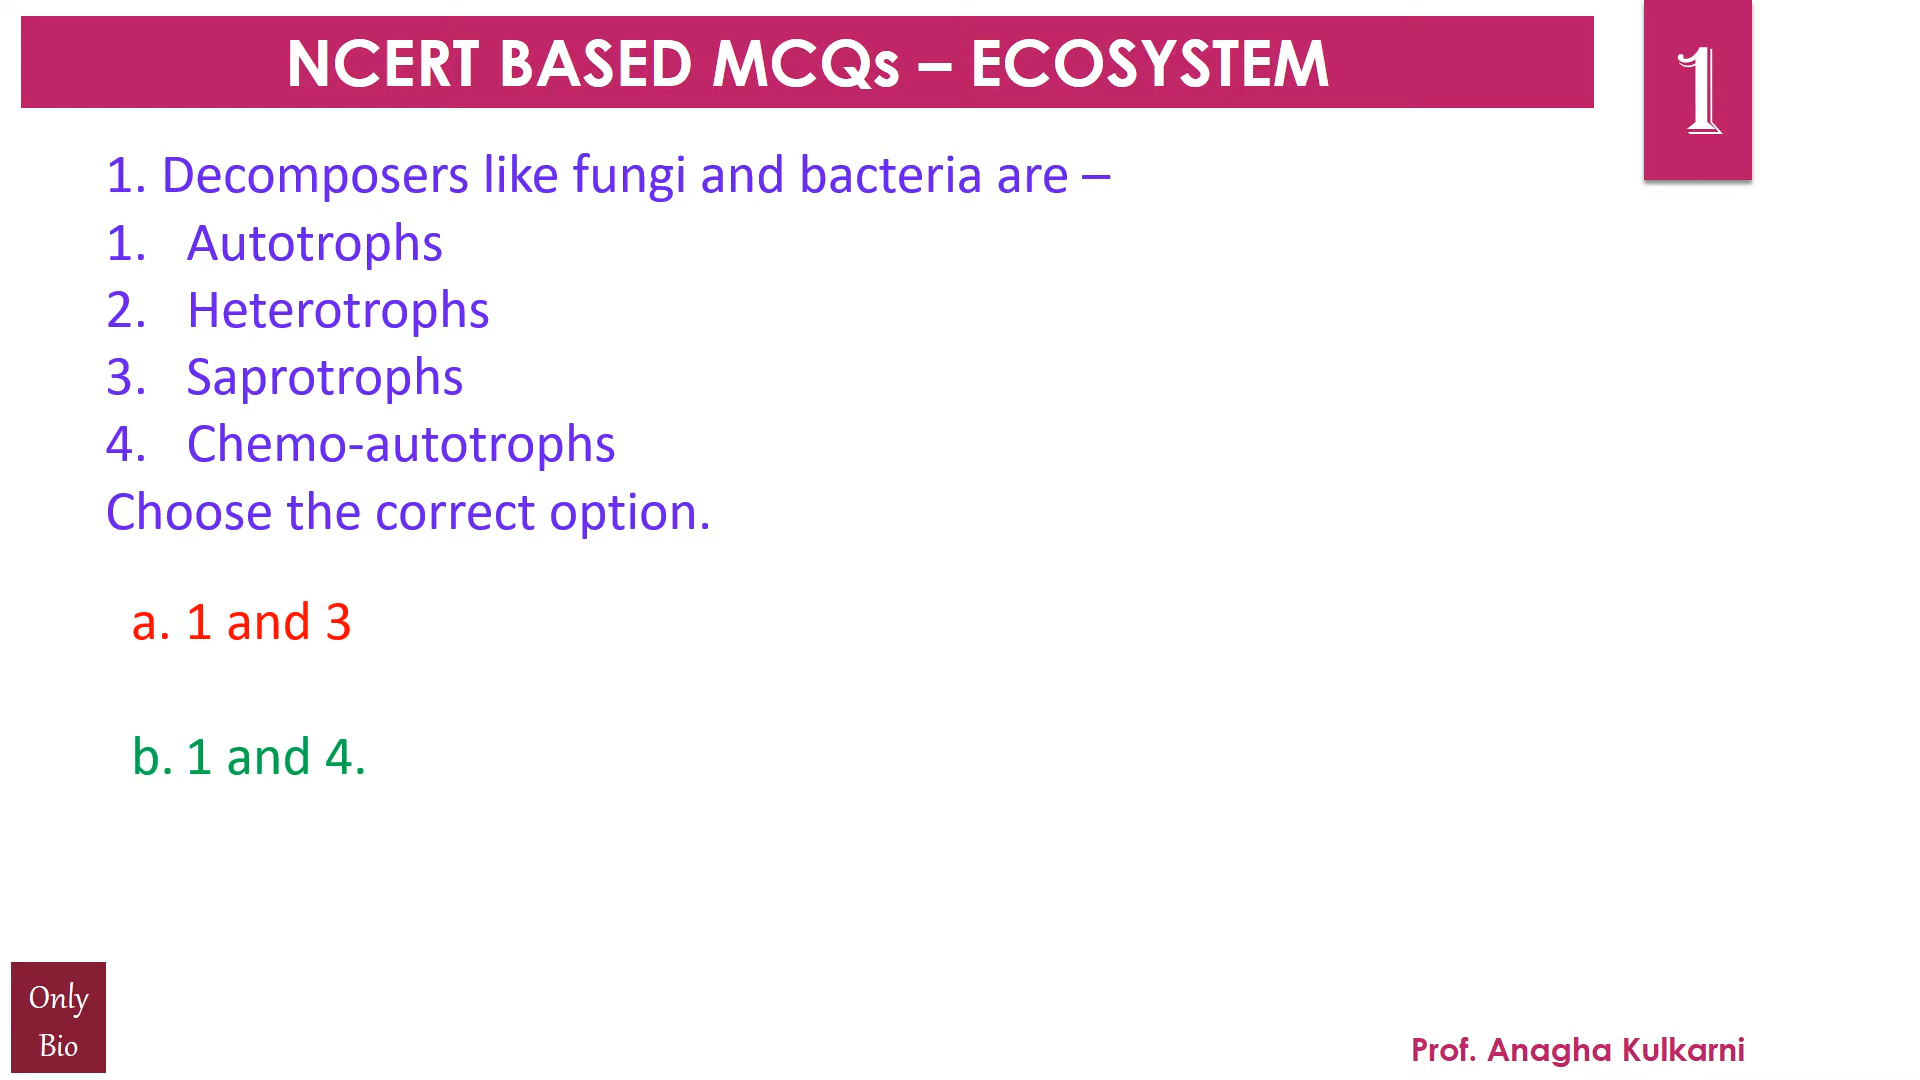 NCERT BASED MCQs – ECOSYSTEM
1
1. Decomposers like fungi and bacteria are –
1. Autotrophs
2. Heterotrophs
3. Saprotrophs
4. Chemo-autotrophs
Choose the correct option.
a. 1 and 3
b. 1 and 4.
Only
Bio
Prof. Anagha Kulkarni